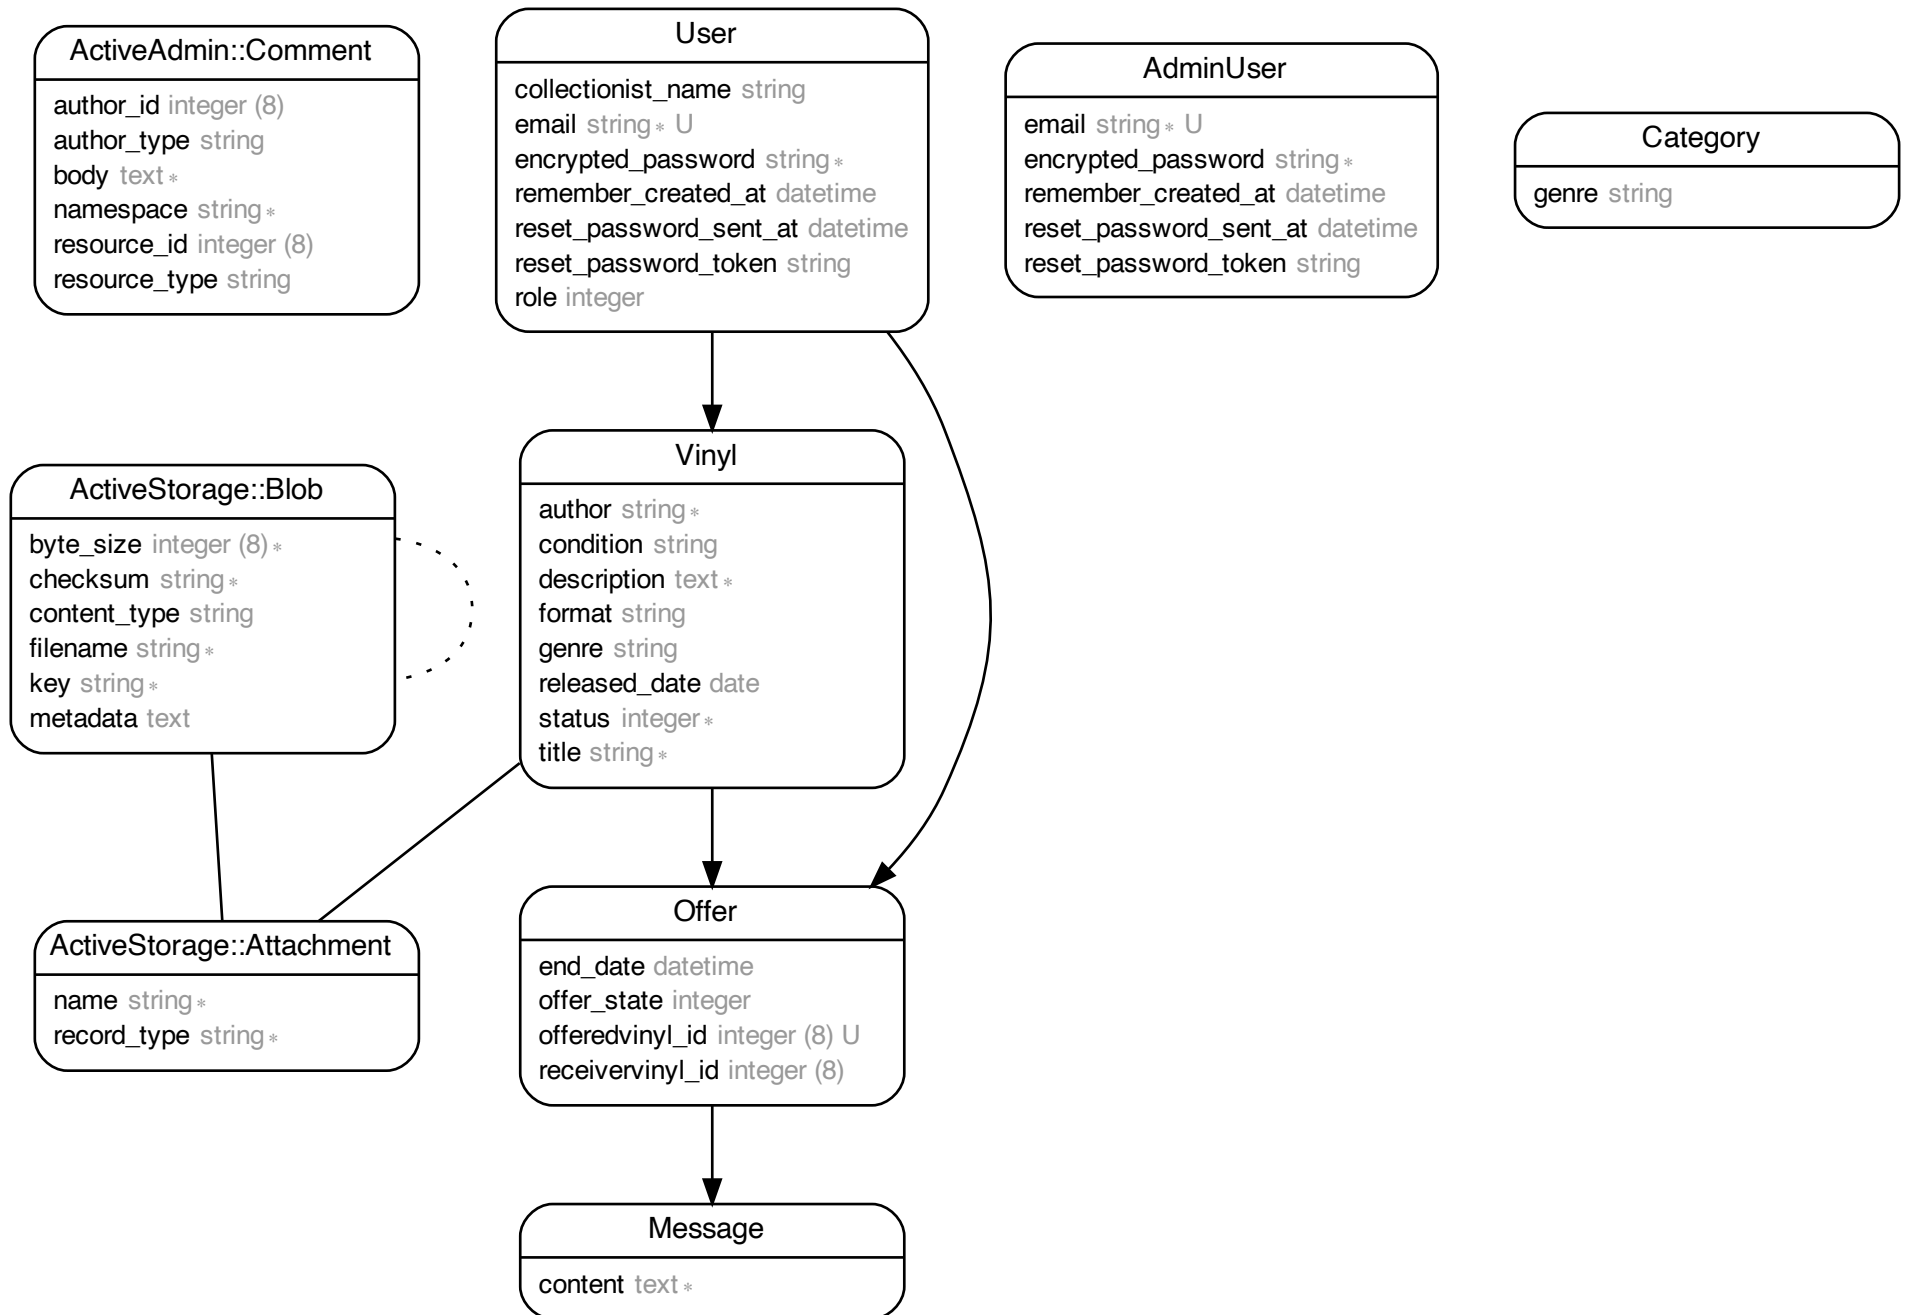 ActiveAdmin::Comment
author_id integer (8)
author_type string
body text *
namespace string *
resource_id integer (8)
resource_type string
User
collectionist_name string
email string * U
encrypted_password string *
remember_created_at datetime
reset_password_sent_at datetime
reset_password_token string
role integer
AdminUser
email string * U
encrypted_password string *
remember_created_at datetime
reset_password_sent_at datetime
reset_password_token string
Category
genre string
ActiveStorage::Blob
byte_size integer (8) *
checksum string *
content_type string
filename string *
key string *
metadata text
Vinyl
author string *
condition string
description text *
format string
genre string
released_date date
status integer *
title string *
ActiveStorage::Attachment
name string *
record_type string *
Offer
end_date datetime
offer_state integer
offeredvinyl_id integer (8) U
receivervinyl_id integer (8)
Message
content text *